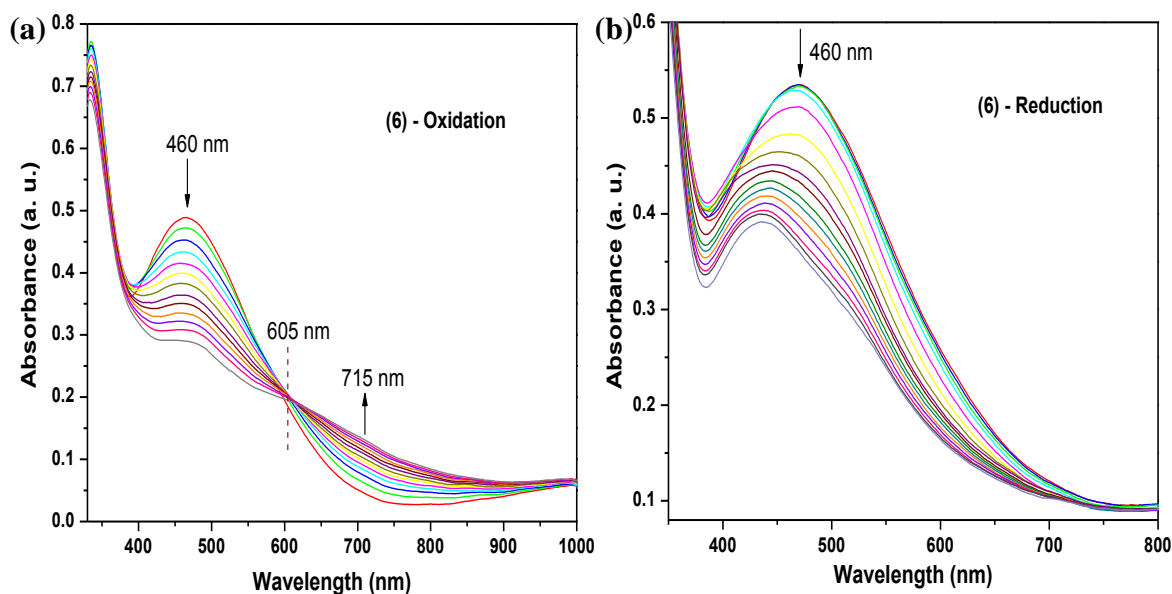 (a)
0.8
0.7
0.6
0.5
0.4
0.3
0.2
0.1
0.0
Absorbance (a. u.)
460 nm
(6) - Oxidation
605 nm
715 nm
400 500 600 700 800 900 1000
Wavelength (nm)
(b)
0.6
0.5
0.4
0.3
0.2
0.1
Absorbance (a. u.)
460 nm
(6) - Reduction
400 500 600 700 800
Wavelength (nm)